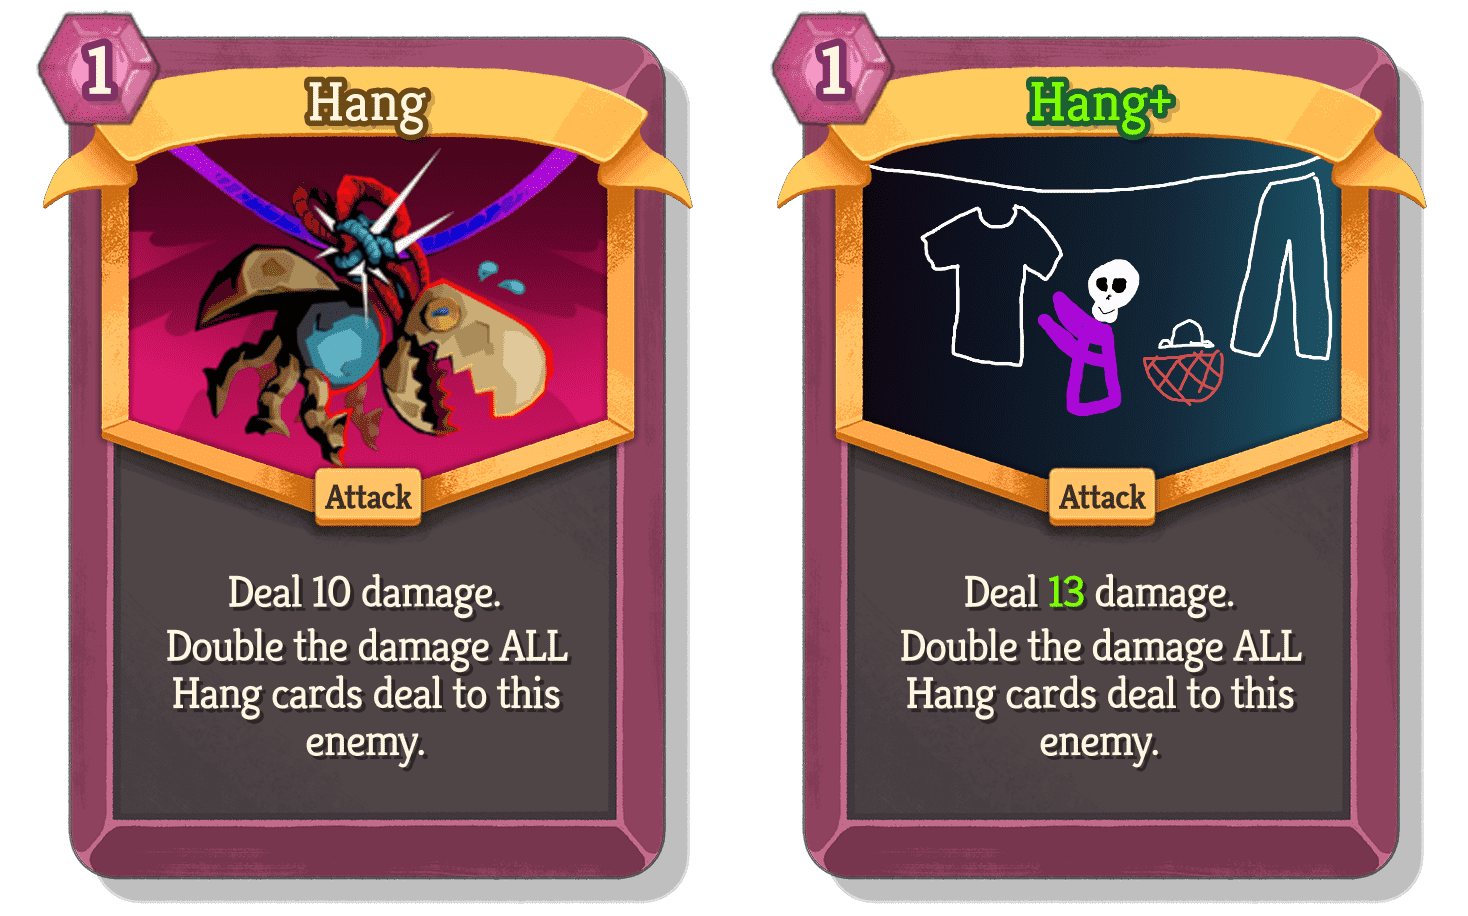 1
Hang
Attack
Deal 10 damage.
Double the damage ALL
Hang cards deal to this
enemy.
1
Hang+
Attack
Deal 13 damage.
Double the damage ALL
Hang cards deal to this
enemy.